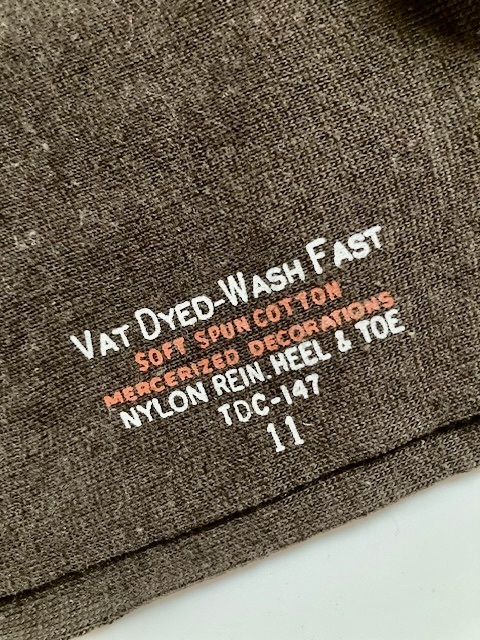 VAT DYED-WASH FAST
SOFT SPUN COTTON
MERCERIZED DECORATIONS
NYLON REIN. HEEL & TOE
TDC-147
11